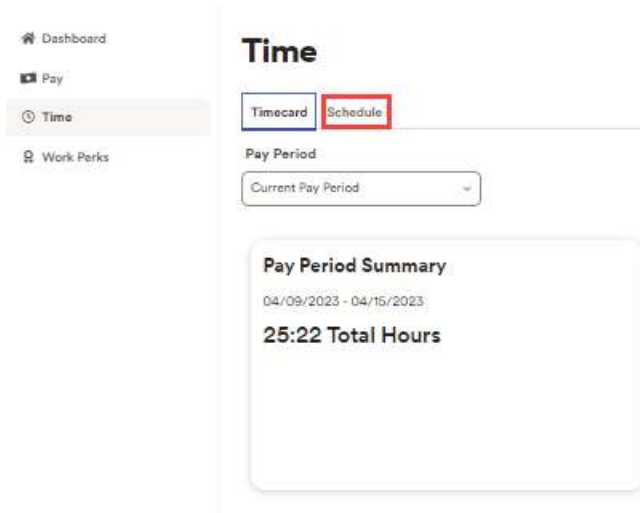 Dashboard
Pay
Time
Work Perks
Time
Timecard Schedule
Pay Period
Current Pay Period
Pay Period Summary
04/09/2023 - 04/15/2023
25:22 Total Hours